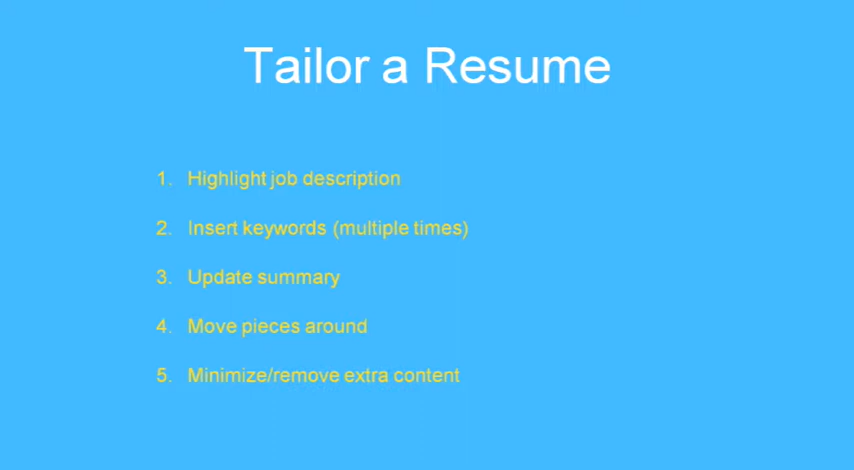 Tailor a Resume
1. Highlight job description
2. Insert keywords (multiple times)
3. Update summary
4. Move pieces around
5. Minimize/remove extra content